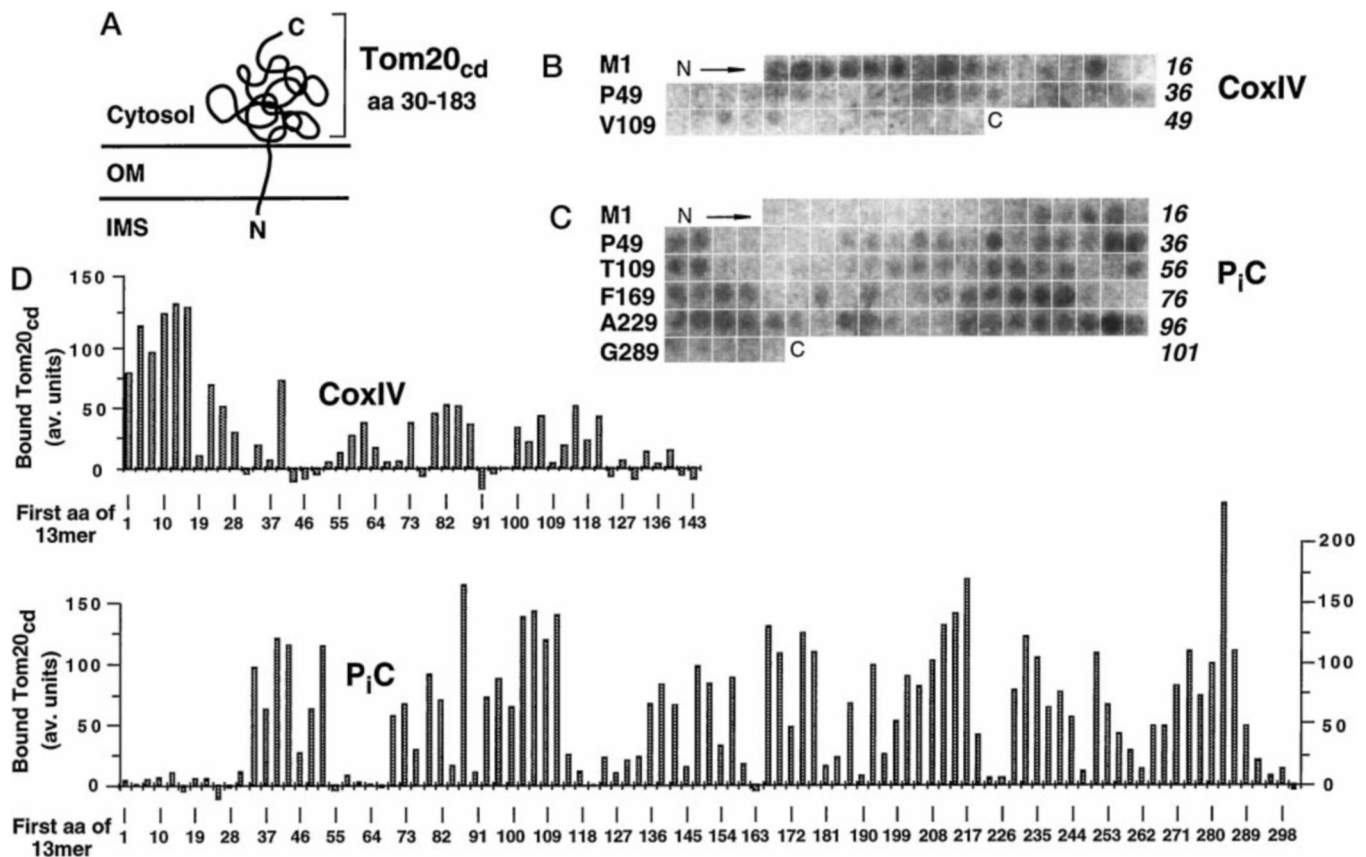 A
C
Tom20cd
aa 30-183
Cytosol
OM
IMS
N
B
M1 N 16
P49 36
V109 C 49
CoxIV
C
M1 N 16
P49 36
T109 56
F169 76
A229 96
G289 C 101
PiC
D
150
100
50
0
Bound Tom20cd
(av. units)
CoxIV
First aa of
13mer
1 10 19 28 37 46 55 64 73 82 91 100 109 118 127 136 143
150
100
50
0
Bound Tom20cd
(av. units)
PiC
200
150
100
50
0
First aa of
13mer
1 10 19 28 37 46 55 64 73 82 91 100 109 118 127 136 145 154 163 172 181 190 199 208 217 226 235 244 253 262 271 280 289 298